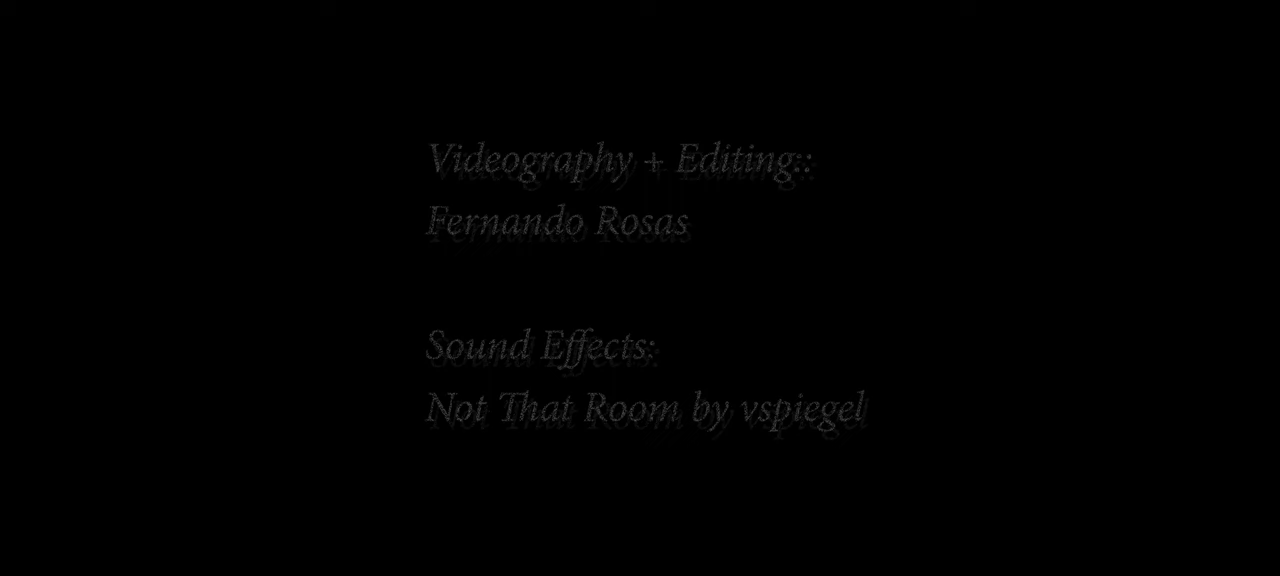 Videography + Editing::
Fernando Rosas
Sound Effects:
Not That Room by vspiegel